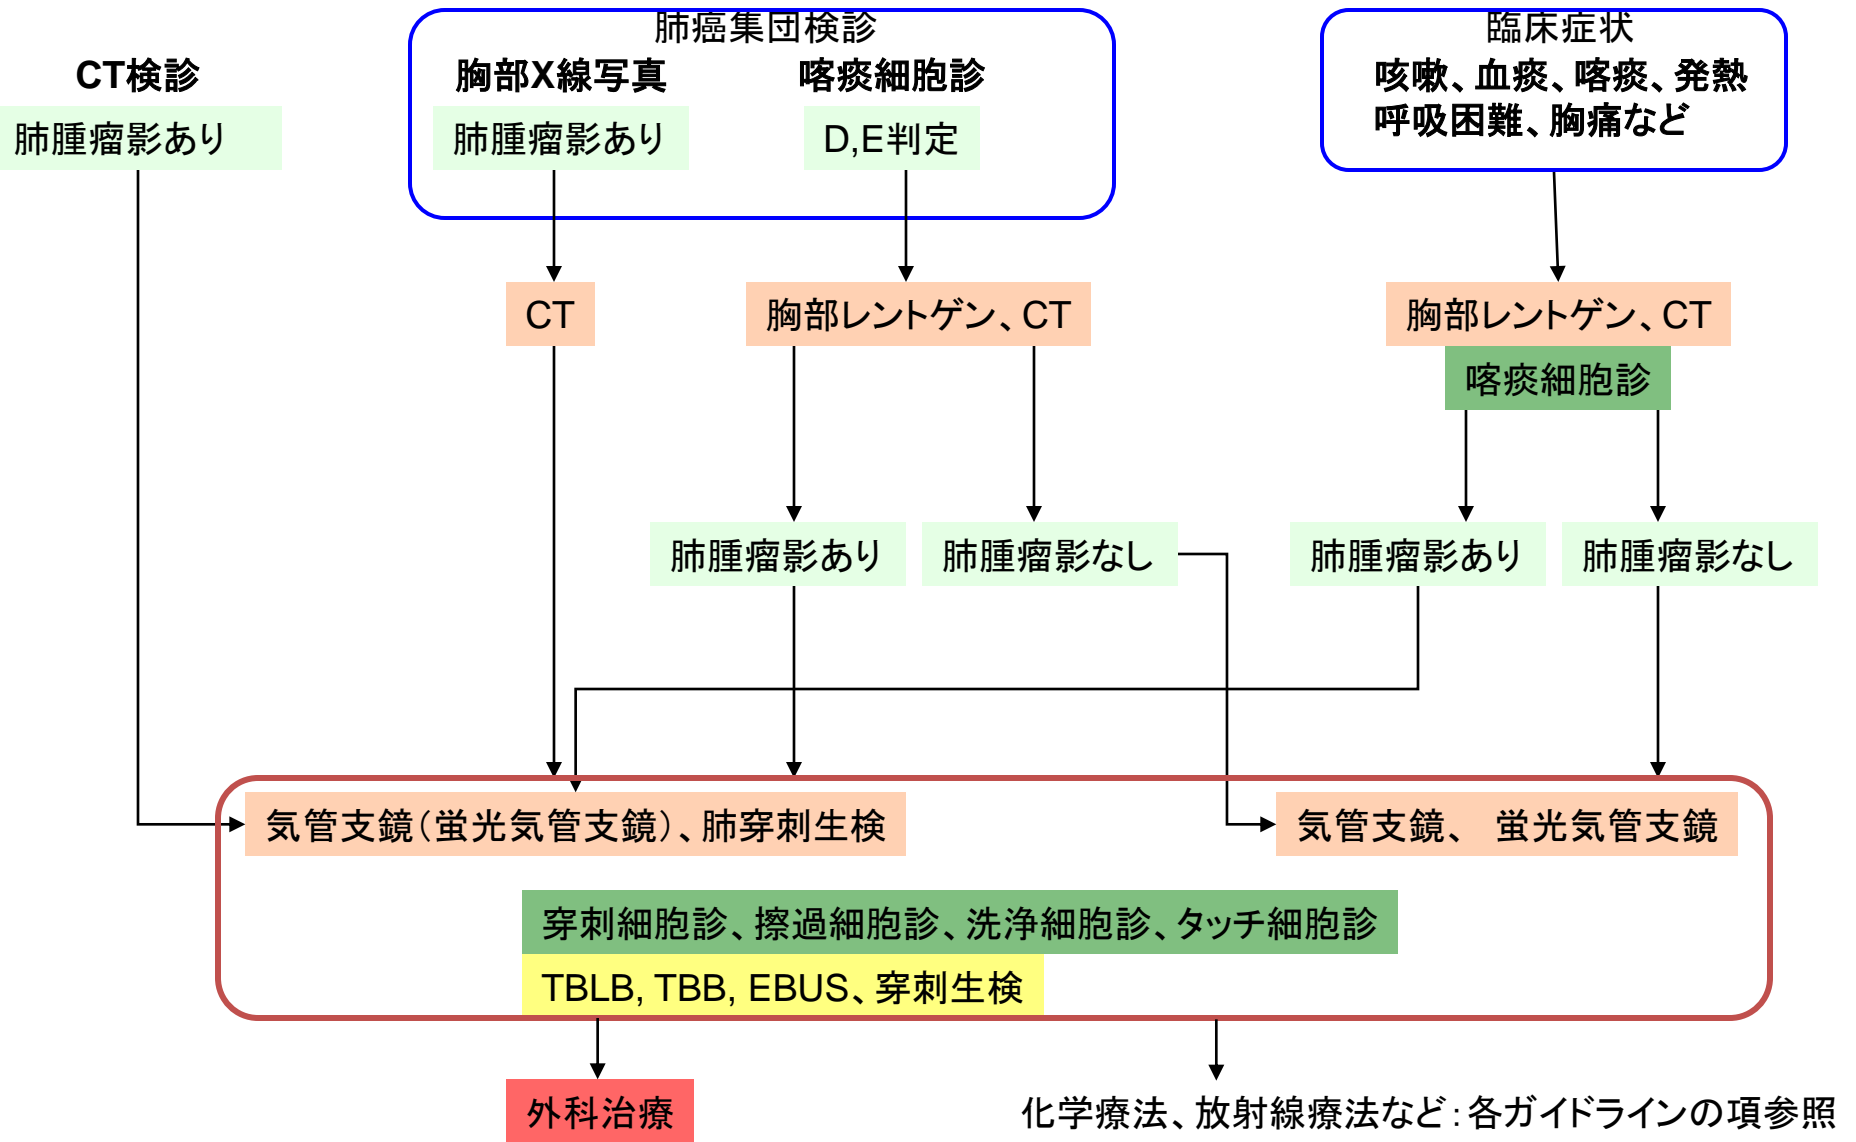 肺癌集団検診
臨床症状
CT検診
胸部X線写真
喀痰細胞診
咳嗽、血痰、喀痰、発熱
呼吸困難、胸痛など
肺腫瘤影あり
肺腫瘤影あり
D,E判定
CT
胸部レントゲン、CT
胸部レントゲン、CT
喀痰細胞診
肺腫瘤影あり
肺腫瘤影なし
肺腫瘤影あり
肺腫瘤影なし
気管支鏡（蛍光気管支鏡）、肺穿刺生検
気管支鏡、 蛍光気管支鏡
穿刺細胞診、擦過細胞診、洗浄細胞診、タッチ細胞診
TBLB, TBB, EBUS、穿刺生検
外科治療
化学療法、放射線療法など：各ガイドラインの項参照